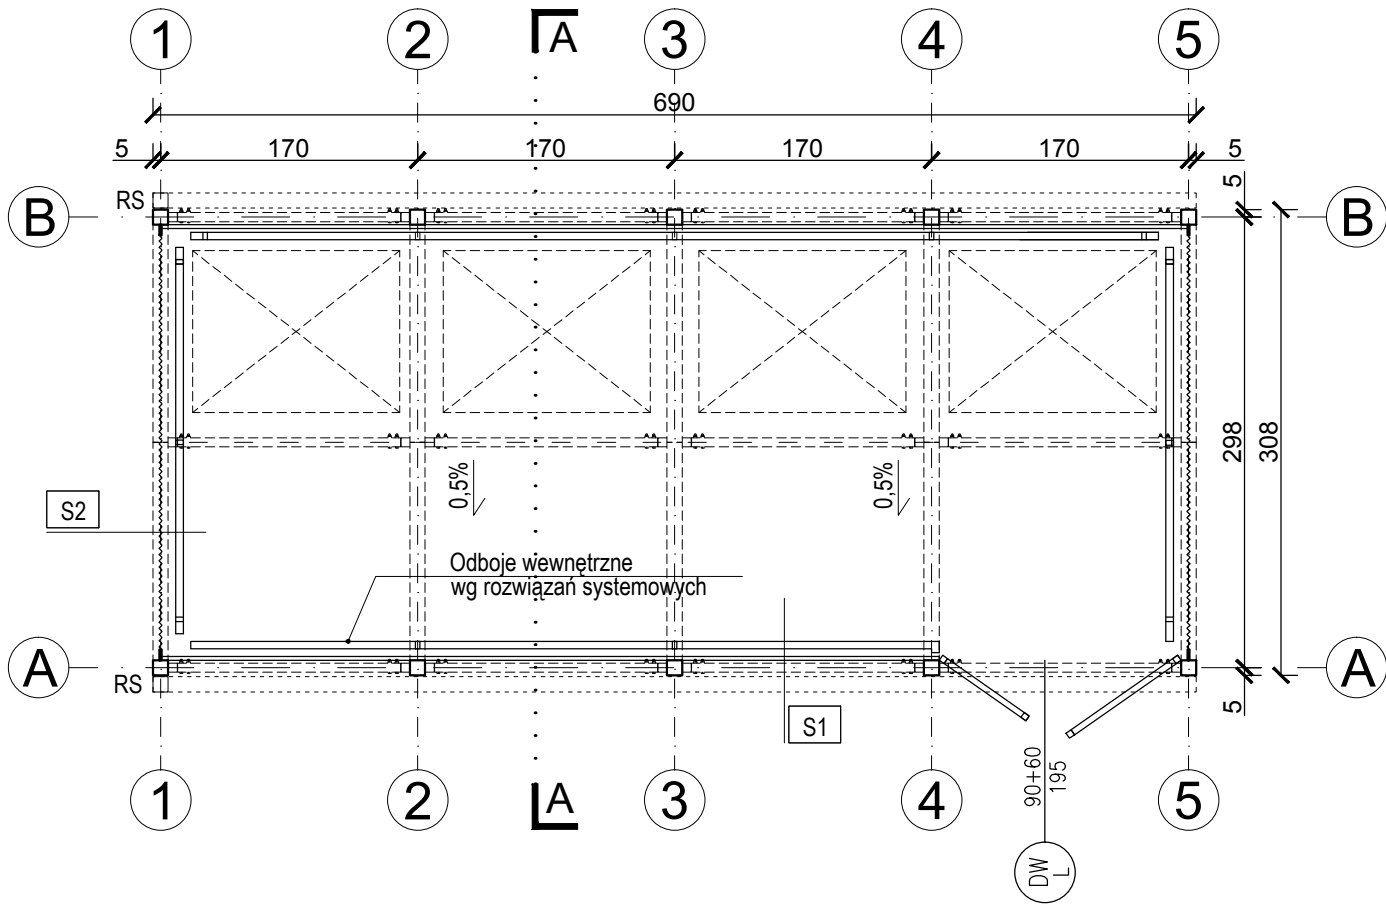 1 2 A 3 4 5
690
5 170 170 170 170 5
5
RS
B B
298
308
0,5% 0,5%
S2
Odboje wewnętrzne
wg rozwiązań systemowych
A A
RS
5
S1
90+60
195
1 2 A 3 4 5
DW
L